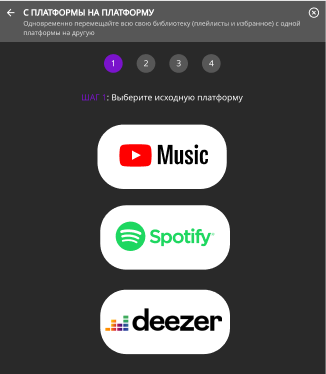 С ПЛАТФОРМЫ НА ПЛАТФОРМУ
Одновременно перемещайте всю свою библиотеку (плейлисты и избранное) с одной
платформы на другую
1 2 3 4
ШАГ 1: Выберите исходную платформу
Music
Spotify
deezer